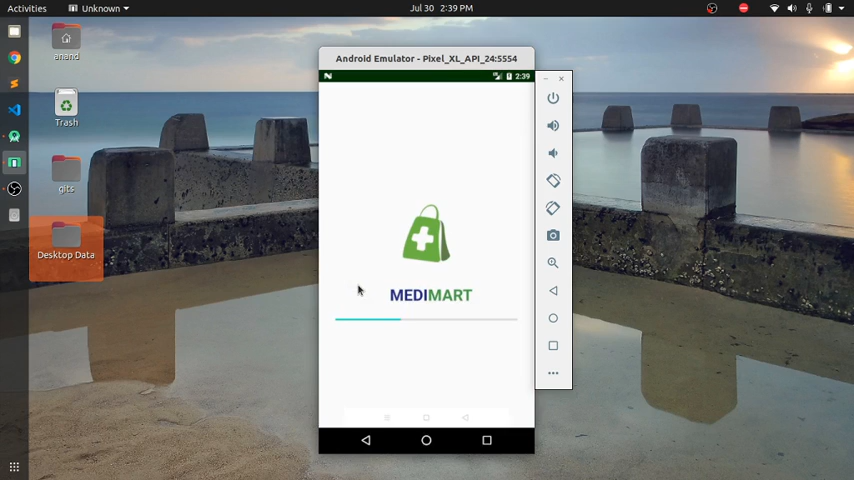 Activities
Unknown
Jul 30 2:39 PM
anand
Trash
gits
Desktop Data
Android Emulator - Pixel_XL_API_24:5554
2:39
MEDIMART